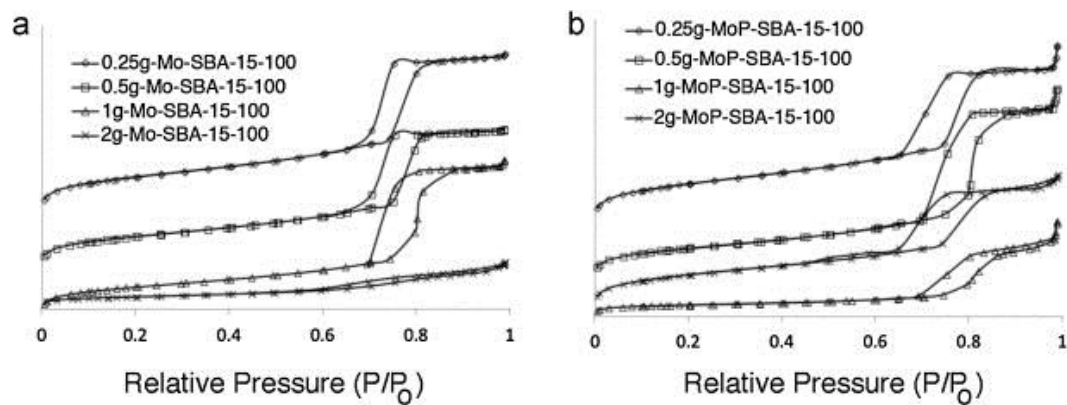 a
0.25g-Mo-SBA-15-100
0.5g-Mo-SBA-15-100
1g-Mo-SBA-15-100
2g-Mo-SBA-15-100
0 0.2 0.4 0.6 0.8 1
Relative Pressure (P/Po)
b
0.25g-MoP-SBA-15-100
0.5g-MoP-SBA-15-100
1g-MoP-SBA-15-100
2g-MoP-SBA-15-100
0 0.2 0.4 0.6 0.8 1
Relative Pressure (P/Po)